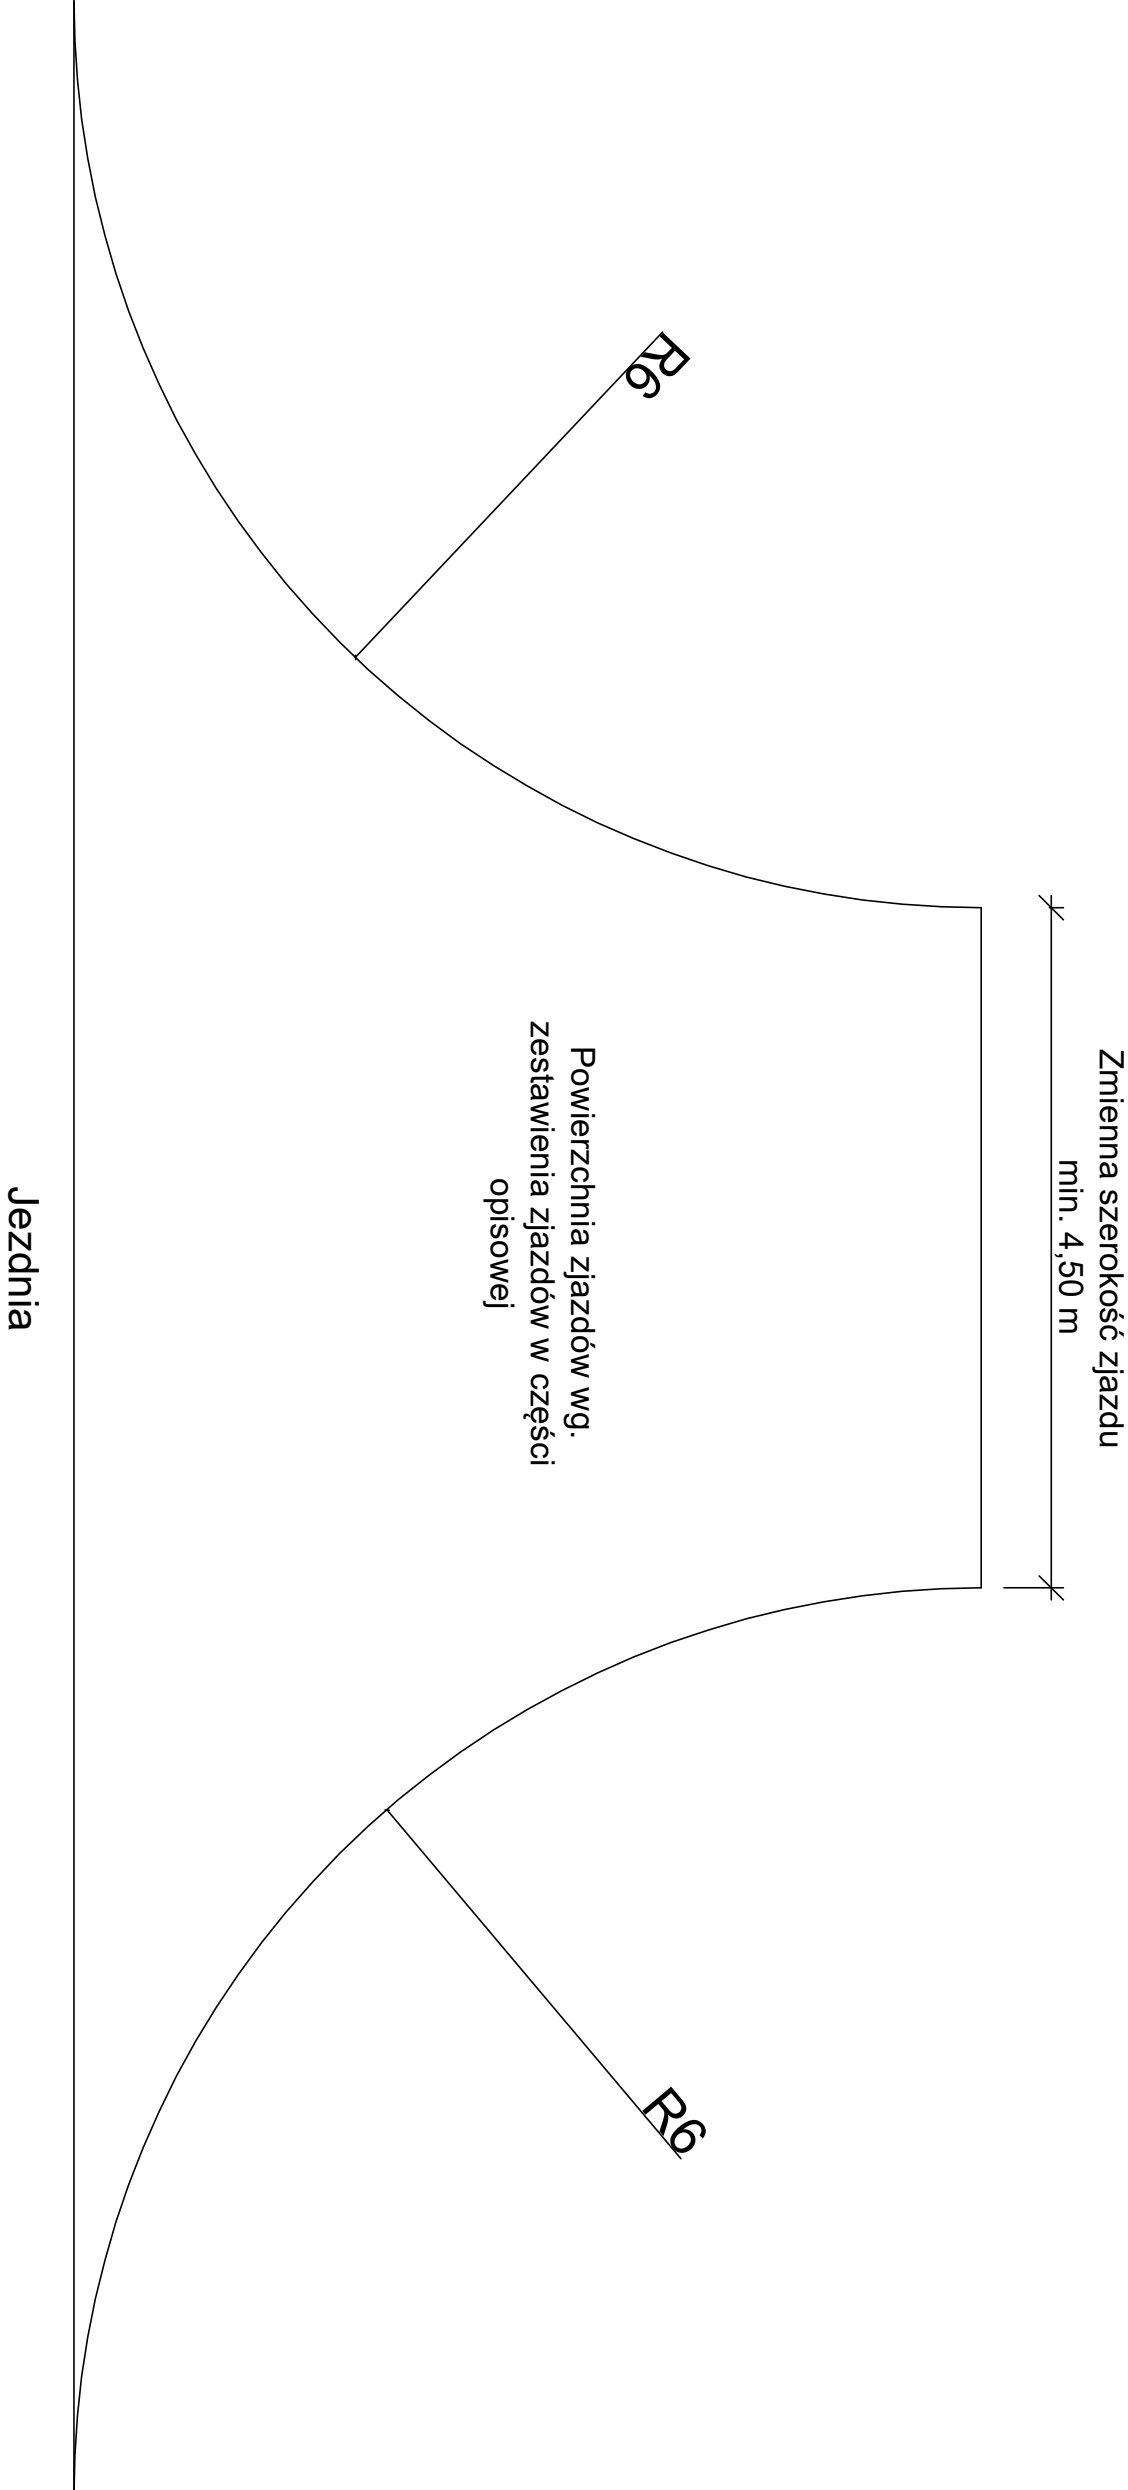 Zmienna szerokość zjazdu
min. 4,50 m
R6
R6
Powierzchnia zjazdów wg.
zestawienia zjazdów w części
opisowej
Jezdnia